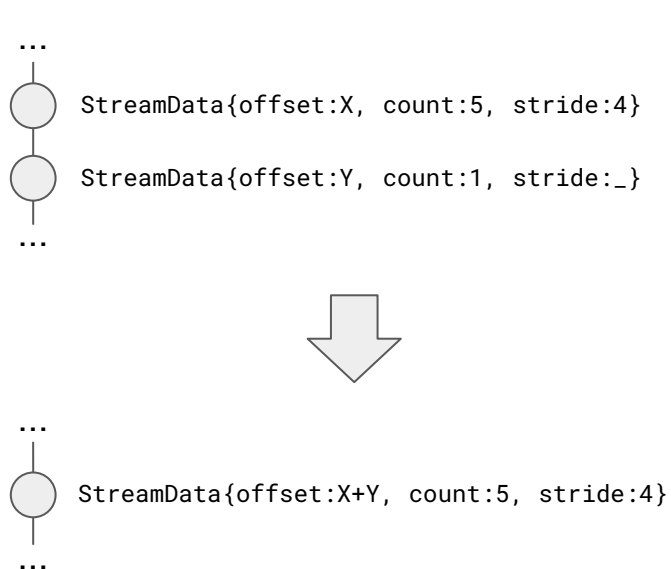 ...
StreamData{offset:X, count:5, stride:4}
StreamData{offset:Y, count:1, stride:_}
...
...
StreamData{offset:X+Y, count:5, stride:4}
...